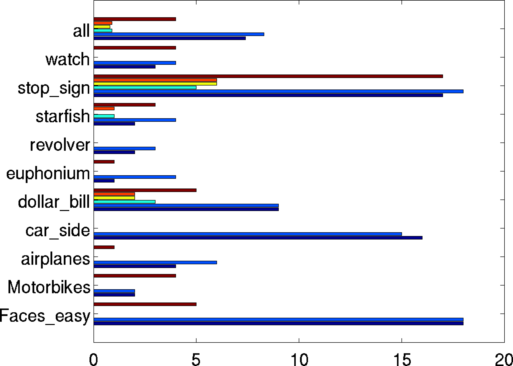 all
watch
stop_sign
starfish
revolver
euphonium
dollar_bill
car_side
airplanes
Motorbikes
Faces_easy
0 5 10 15 20